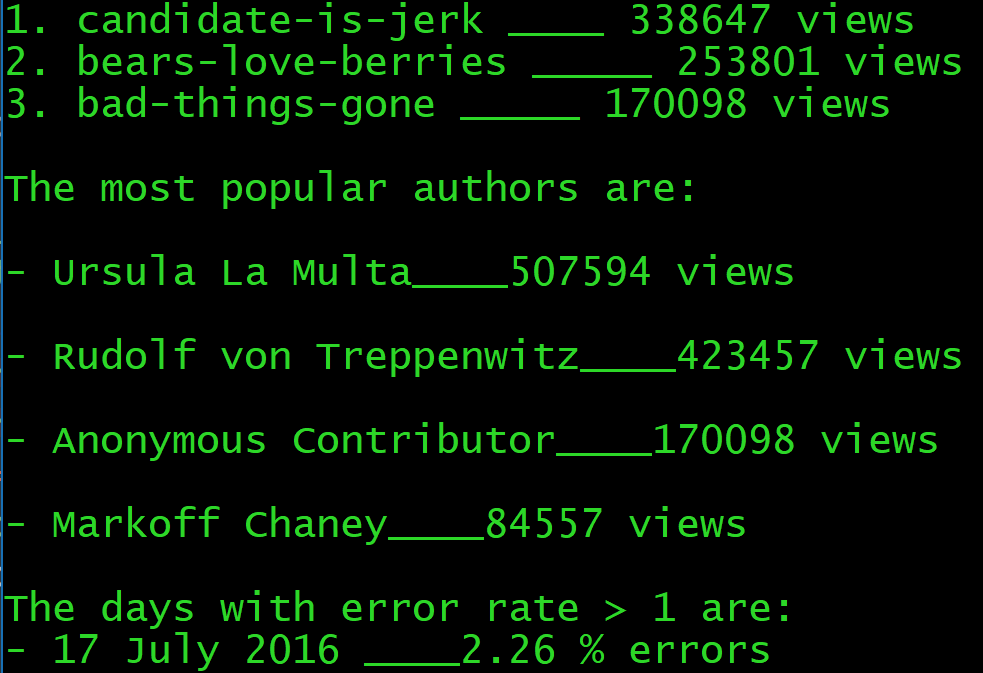 1. candidate-is-jerk ____ 338647 views
2. bears-love-berries _____ 253801 views
3. bad-things-gone _____ 170098 views
The most popular authors are:
- Ursula La Multa____507594 views
- Rudolf von Treppenwitz____423457 views
- Anonymous Contributor____170098 views
- Markoff Chaney____84557 views
The days with error rate > 1 are:
- 17 July 2016 ____2.26 % errors